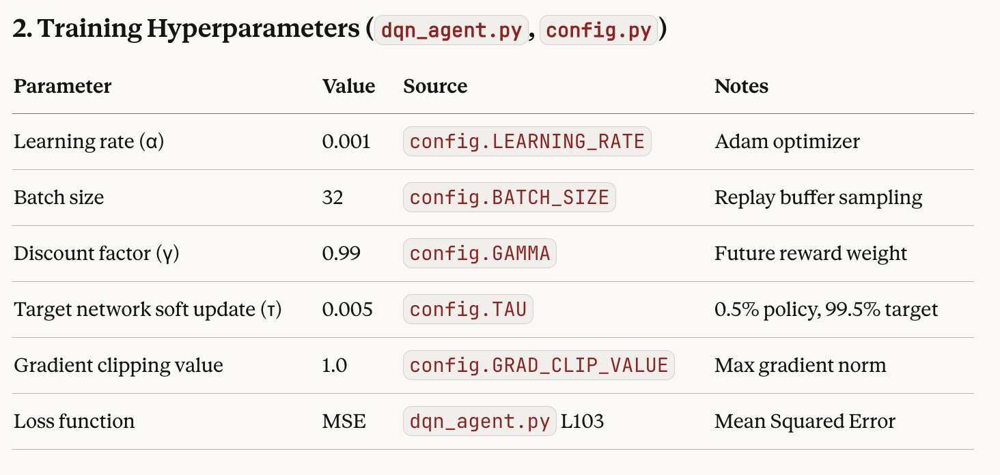 2. Training Hyperparameters (dqn_agent.py, config.py)
Parameter Value Source Notes
Learning rate (α) 0.001 config.LEARNING_RATE Adam optimizer
Batch size 32 config.BATCH_SIZE Replay buffer sampling
Discount factor (γ) 0.99 config.GAMMA Future reward weight
Target network soft update (τ) 0.005 config.TAU 0.5% policy, 99.5% target
Gradient clipping value 1.0 config.GRAD_CLIP_VALUE Max gradient norm
Loss function MSE dqn_agent.py L103 Mean Squared Error